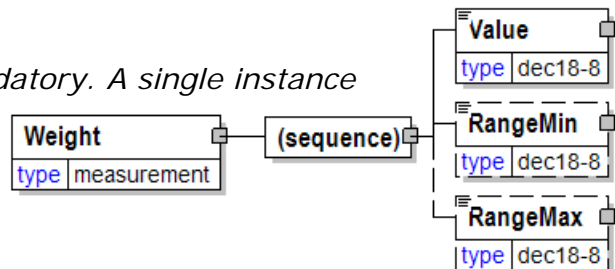 Value
type dec18-8
datory. A single instance
Weight
type measurement
(sequence)
RangeMin
type dec18-8
RangeMax
type dec18-8